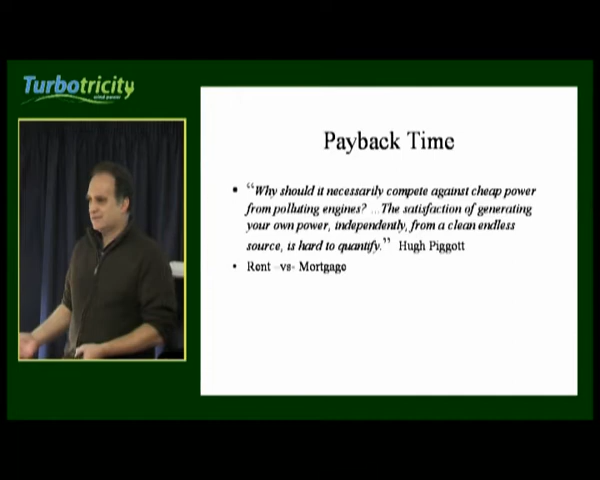 Turbotricity
wind power
Payback Time
• “Why should it necessarily compete against cheap power
from polluting engines? ...The satisfaction of generating
your own power, independently, from a clean endless
source, is hard to quantify.” Hugh Piggott
• Rent -vs- Mortgage